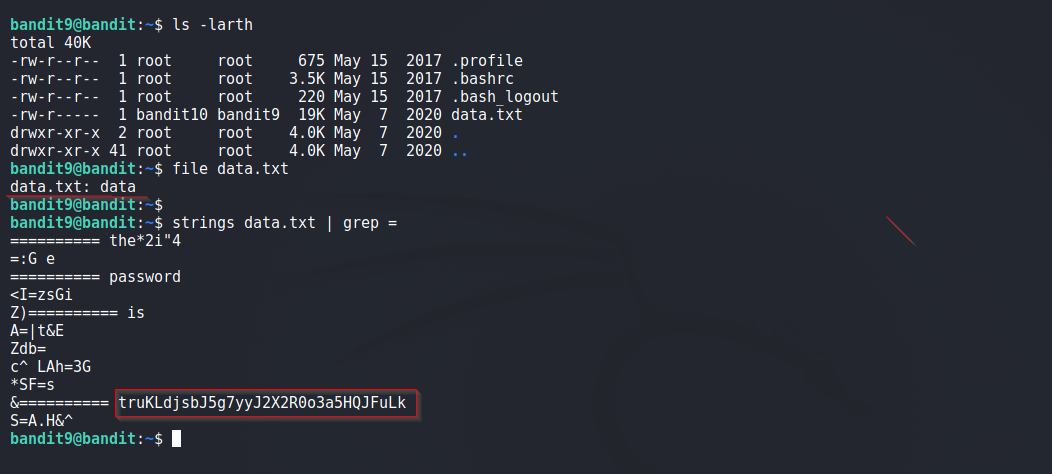 bandit9@bandit:~$ ls -larth
total 40K
-rw-r--r--  1 root     root     675 May 15  2017 .profile
-rw-r--r--  1 root     root    3.5K May 15  2017 .bashrc
-rw-r--r--  1 root     root     220 May 15  2017 .bash_logout
-rw-r-----  1 bandit10 bandit9  19K May  7  2020 data.txt
drwxr-xr-x  2 root     root    4.0K May  7  2020 .
drwxr-xr-x 41 root     root    4.0K May  7  2020 ..
bandit9@bandit:~$ file data.txt
data.txt: data
bandit9@bandit:~$
bandit9@bandit:~$ strings data.txt | grep =
========== the*2i"4
=:G e
========== password
<I=zsGi
Z)========== is
A=|t&E
Zdb=
c^ LAh=3G
*SF=s
&========== truKLdjsbJ5g7yyJ2X2R0o3a5HQJFuLk
S=A.H&^
bandit9@bandit:~$